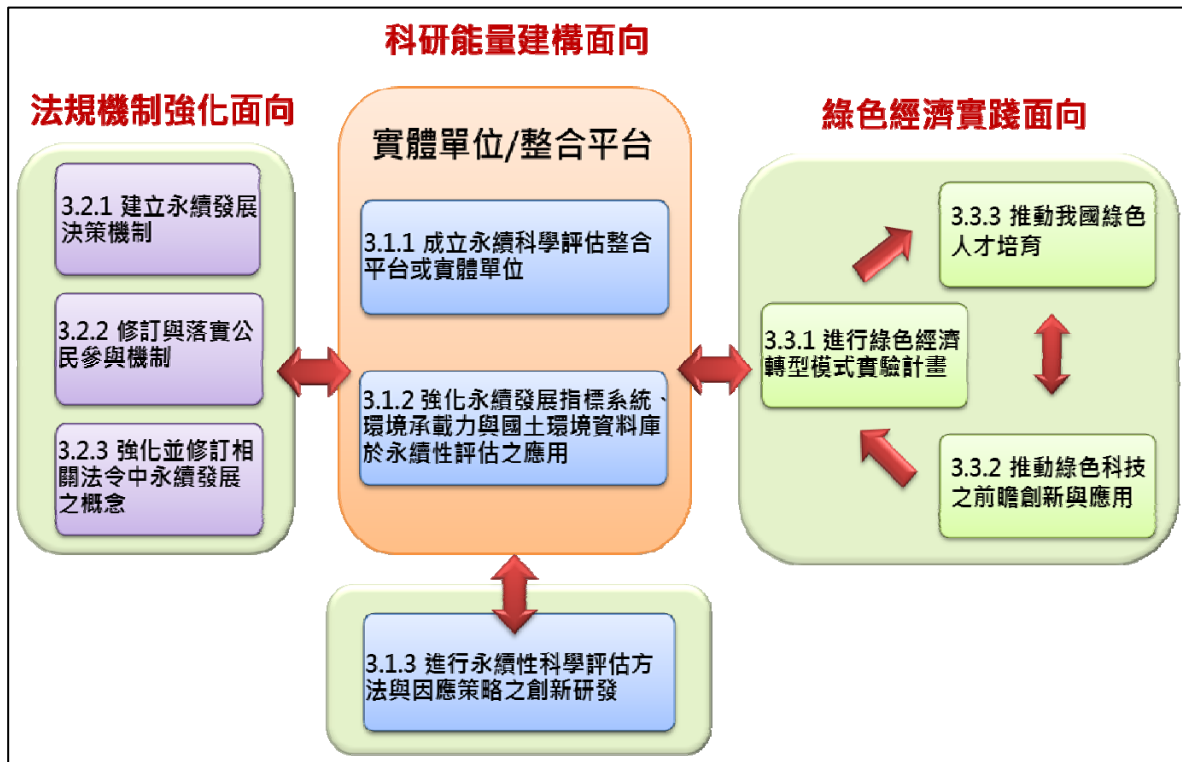 科研能量建構面向
法規機制強化面向
綠色經濟實踐面向
實體單位/整合平台
3.2.1 建立永續發展
決策機制
3.2.2 修訂與落實公
民參與機制
3.2.3 強化並修訂相
關法令中永續發展
之概念
3.1.1 成立永續科學評估整合
平台或實體單位
3.1.2 強化永續發展指標系統、
環境承載力與國土環境資料庫
於永續性評估之應用
3.1.3 進行永續性科學評估方
法與因應策略之創新研發
3.3.3 推動我國綠色
人才培育
3.3.1 進行綠色經濟
轉型模式實驗計畫
3.3.2 推動綠色科技
之前瞻創新與應用